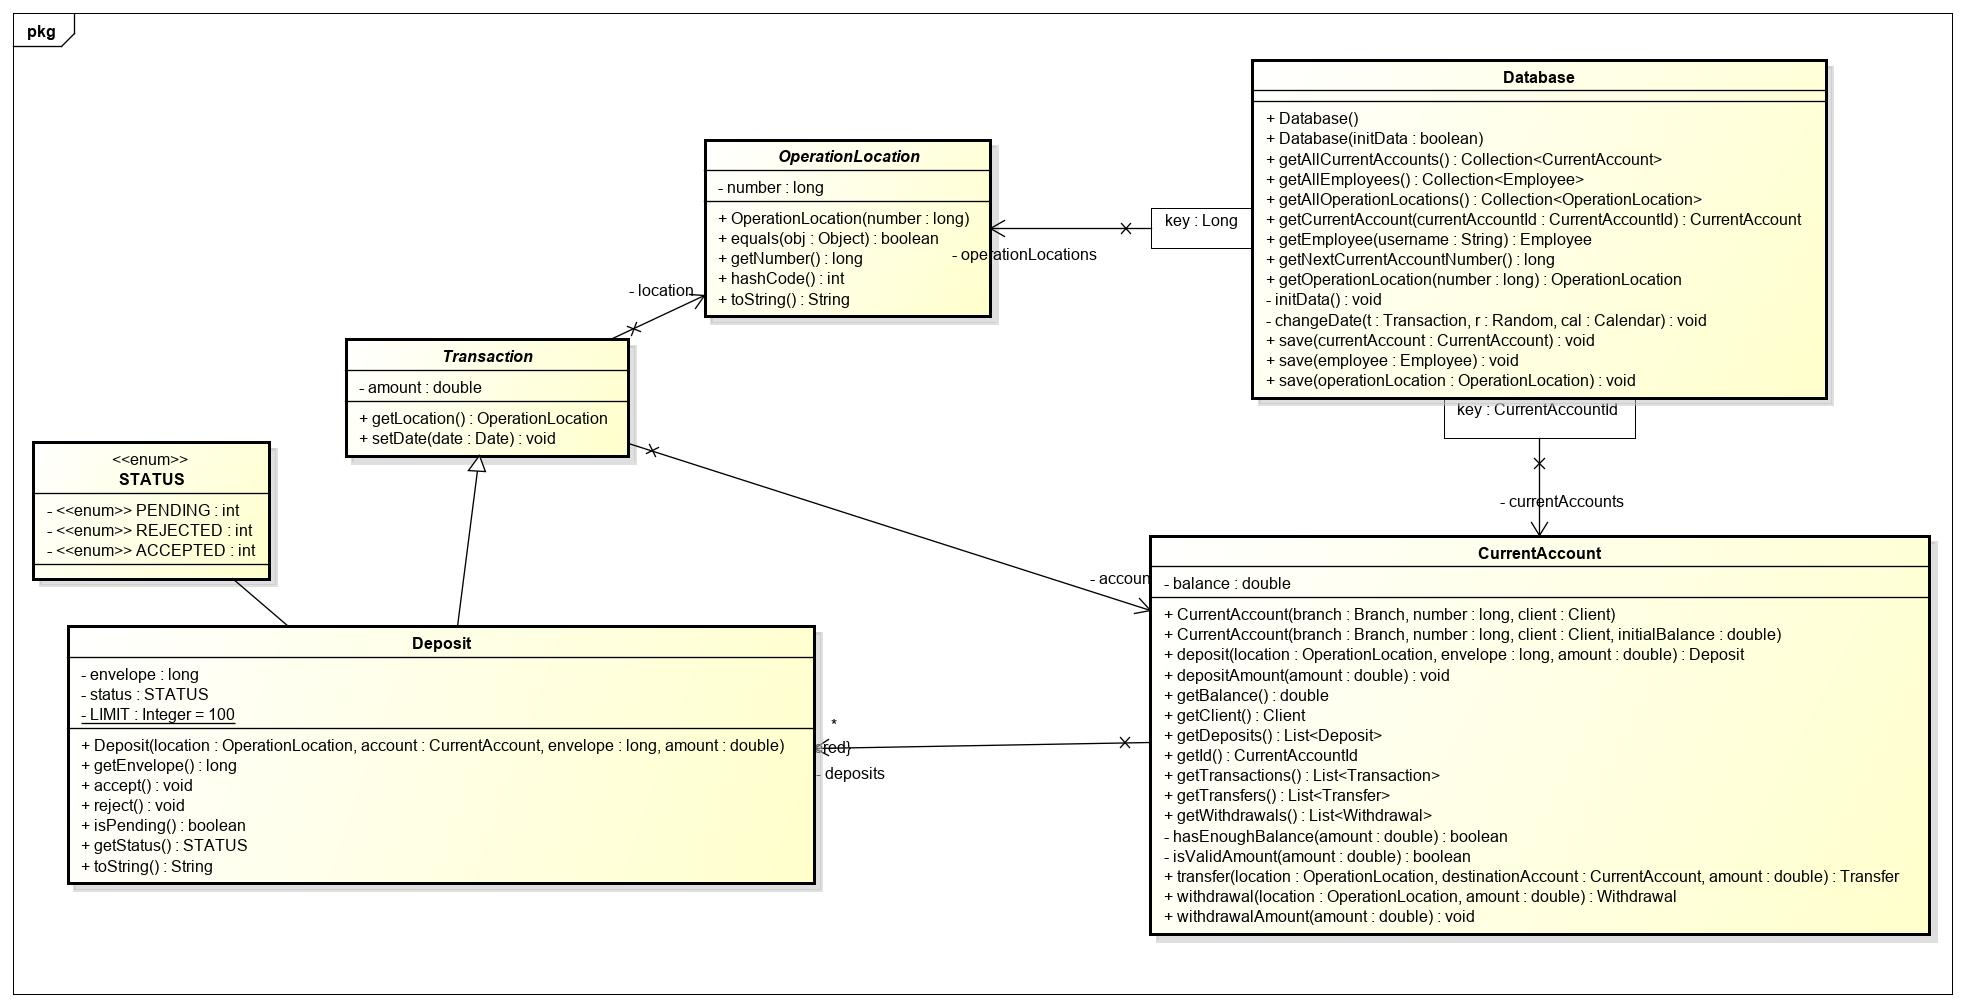 pkg
Database
+ Database()
+ Database(initData : boolean)
+ getAllCurrentAccounts() : Collection<CurrentAccount>
+ getAllEmployees() : Collection<Employee>
+ getAllOperationLocations() : Collection<OperationLocation>
+ getCurrentAccount(currentAccountId : CurrentAccountId) : CurrentAccount
+ getEmployee(username : String) : Employee
+ getNextCurrentAccountNumber() : long
+ getOperationLocation(number : long) : OperationLocation
- initData() : void
- changeDate(t : Transaction, r : Random, cal : Calendar) : void
+ save(currentAccount : CurrentAccount) : void
+ save(employee : Employee) : void
+ save(operationLocation : OperationLocation) : void
key : Long
key : CurrentAccountId
OperationLocation
- number : long
+ OperationLocation(number : long)
+ equals(obj : Object) : boolean
+ getNumber() : long
+ hashCode() : int
+ toString() : String
- operationLocations
- location
Transaction
- amount : double
+ getLocation() : OperationLocation
+ setDate(date : Date) : void
<<enum>>
STATUS
- <<enum>> PENDING : int
- <<enum>> REJECTED : int
- <<enum>> ACCEPTED : int
- currentAccounts
- accoun
CurrentAccount
- balance : double
+ CurrentAccount(branch : Branch, number : long, client : Client)
+ CurrentAccount(branch : Branch, number : long, client : Client, initialBalance : double)
+ deposit(location : OperationLocation, envelope : long, amount : double) : Deposit
+ depositAmount(amount : double) : void
+ getBalance() : double
+ getClient() : Client
+ getDeposits() : List<Deposit>
+ getId() : CurrentAccountId
+ getTransactions() : List<Transaction>
+ getTransfers() : List<Transfer>
+ getWithdrawals() : List<Withdrawal>
- hasEnoughBalance(amount : double) : boolean
- isValidAmount(amount : double) : boolean
+ transfer(location : OperationLocation, destinationAccount : CurrentAccount, amount : double) : Transfer
+ withdrawal(location : OperationLocation, amount : double) : Withdrawal
+ withdrawalAmount(amount : double) : void
Deposit
- envelope : long
- status : STATUS
- LIMIT : Integer = 100
+ Deposit(location : OperationLocation, account : CurrentAccount, envelope : long, amount : double)
+ getEnvelope() : long
+ accept() : void
+ reject() : void
+ isPending() : boolean
+ getStatus() : STATUS
+ toString() : String
*
red}
- deposits